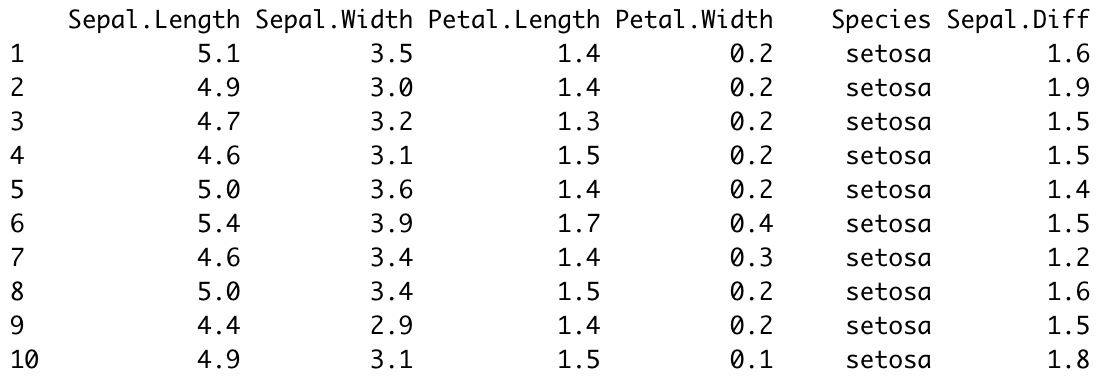 Sepal.Length Sepal.Width Petal.Length Petal.Width Species Sepal.Diff
1 5.1 3.5 1.4 0.2 setosa 1.6
2 4.9 3.0 1.4 0.2 setosa 1.9
3 4.7 3.2 1.3 0.2 setosa 1.5
4 4.6 3.1 1.5 0.2 setosa 1.5
5 5.0 3.6 1.4 0.2 setosa 1.4
6 5.4 3.9 1.7 0.4 setosa 1.5
7 4.6 3.4 1.4 0.3 setosa 1.2
8 5.0 3.4 1.5 0.2 setosa 1.6
9 4.4 2.9 1.4 0.2 setosa 1.5
10 4.9 3.1 1.5 0.1 setosa 1.8